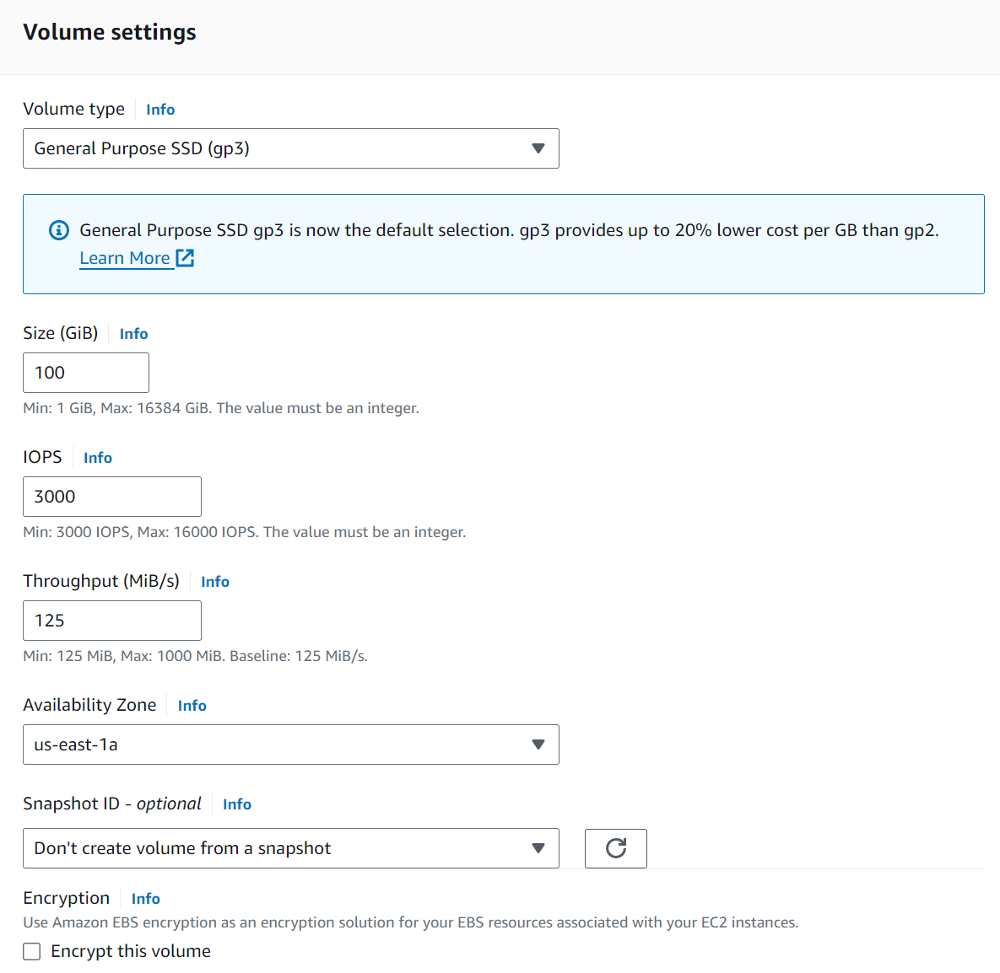 Volume settings
Volume type Info
General Purpose SSD (gp3)
General Purpose SSD gp3 is now the default selection. gp3 provides up to 20% lower cost per GB than gp2.
Learn More
Size (GiB) Info
100
Min: 1 GiB, Max: 16384 GiB. The value must be an integer.
IOPS Info
3000
Min: 3000 IOPS, Max: 16000 IOPS. The value must be an integer.
Throughput (MiB/s) Info
125
Min: 125 MiB, Max: 1000 MiB. Baseline: 125 MiB/s.
Availability Zone Info
us-east-1a
Snapshot ID - optional Info
Don't create volume from a snapshot
Encryption Info
Use Amazon EBS encryption as an encryption solution for your EBS resources associated with your EC2 instances.
Encrypt this volume